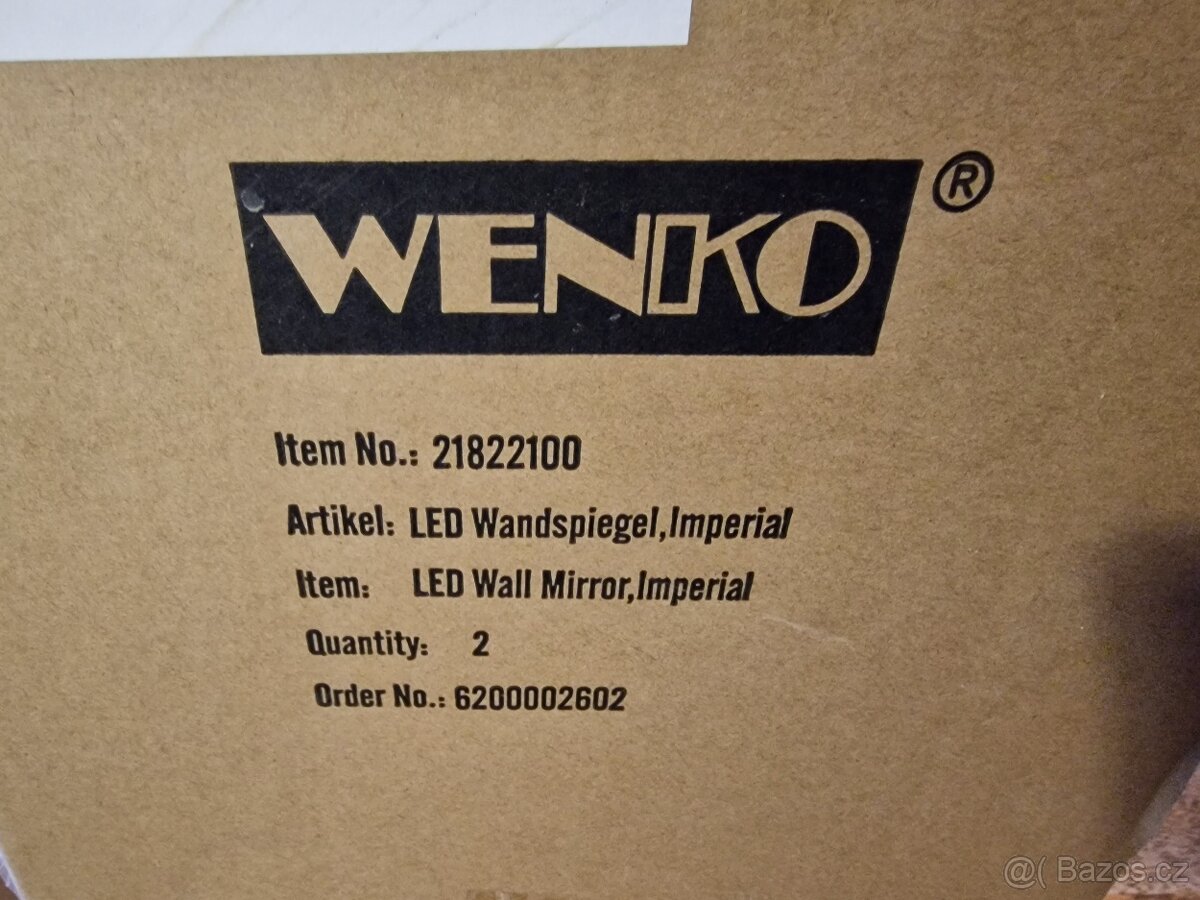 WENKO®
Item No.: 21822100
Artikel: LED Wandspiegel,Imperial
Item: LED Wall Mirror,Imperial
Quantity: 2
Order No.: 6200002602
@( Bazos.cz